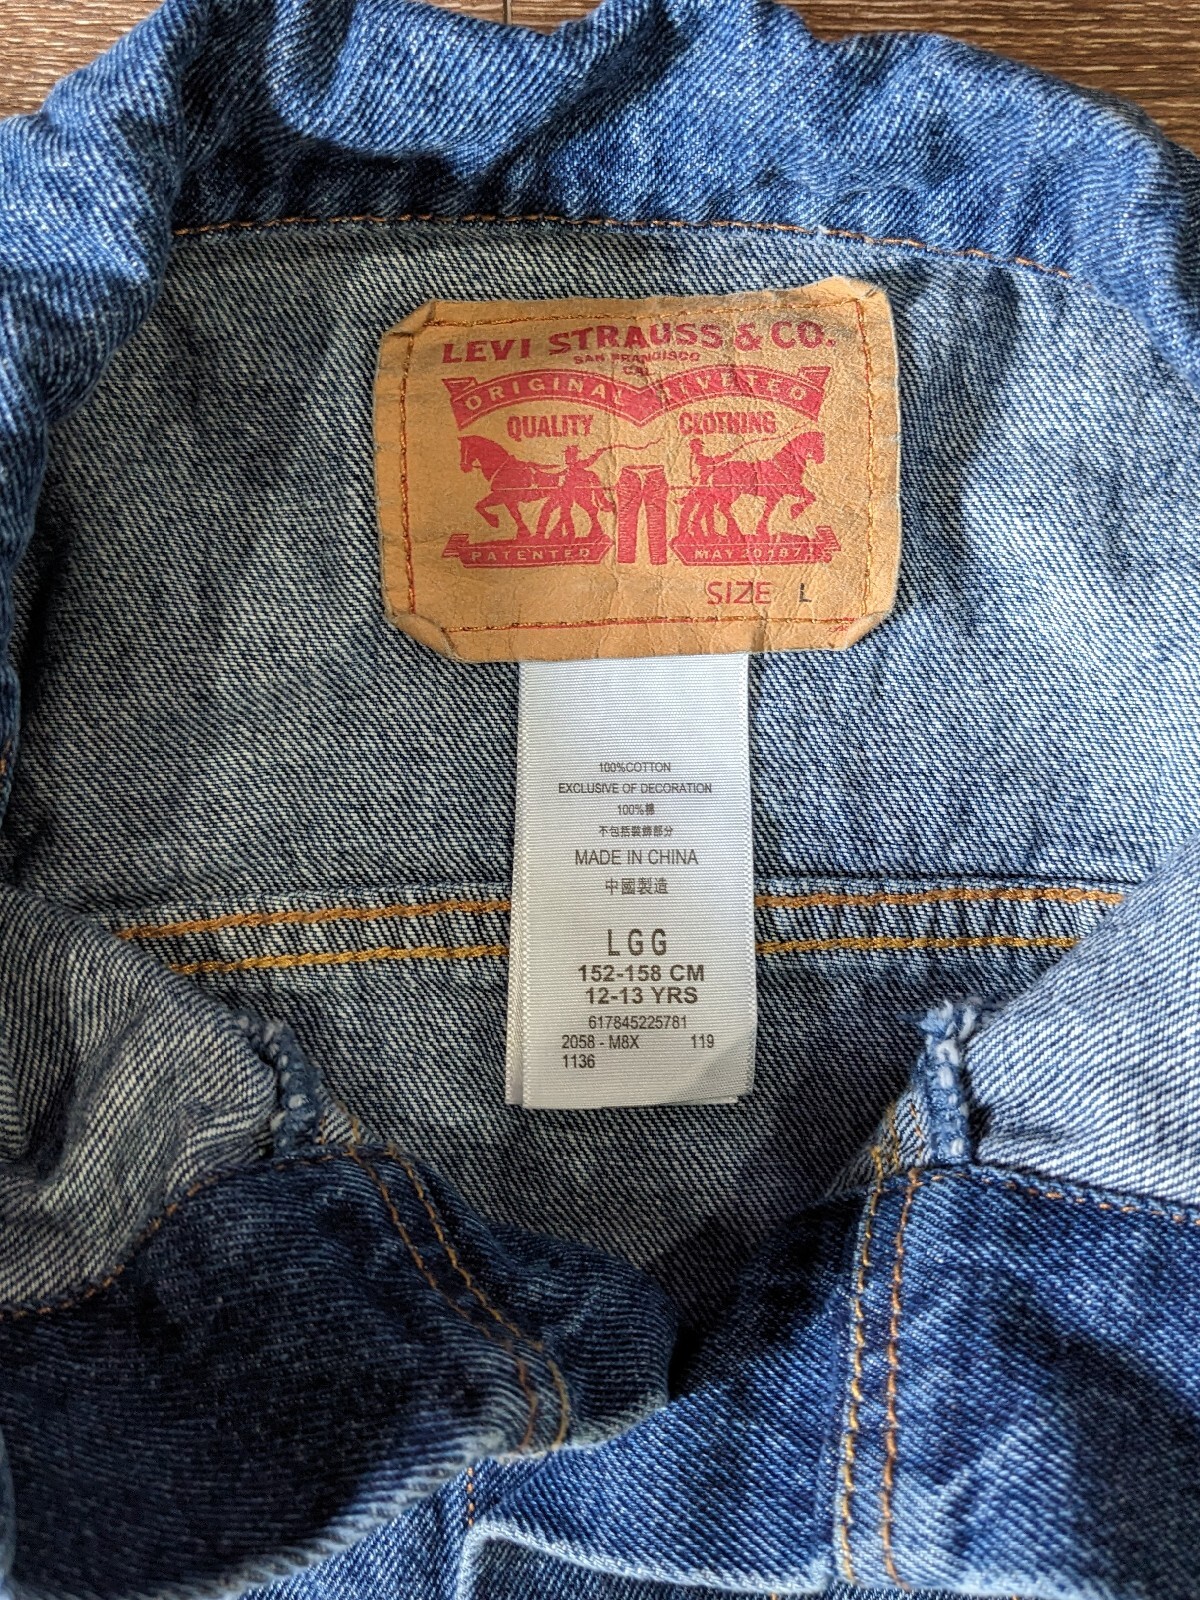 LEVI STRAUSS & CO.
SAN FRANCISCO
CAL
ORIGINAL RIVETED
QUALITY CLOTHING
PATENTED MAY 20 187
SIZE L
100%COTTON
EXCLUSIVE OF DECORATION
100%棉
不包括裝飾部分
MADE IN CHINA
中國製造
LGG
152-158 CM
12-13 YRS
617845225781
2058 - M8X 119
1136